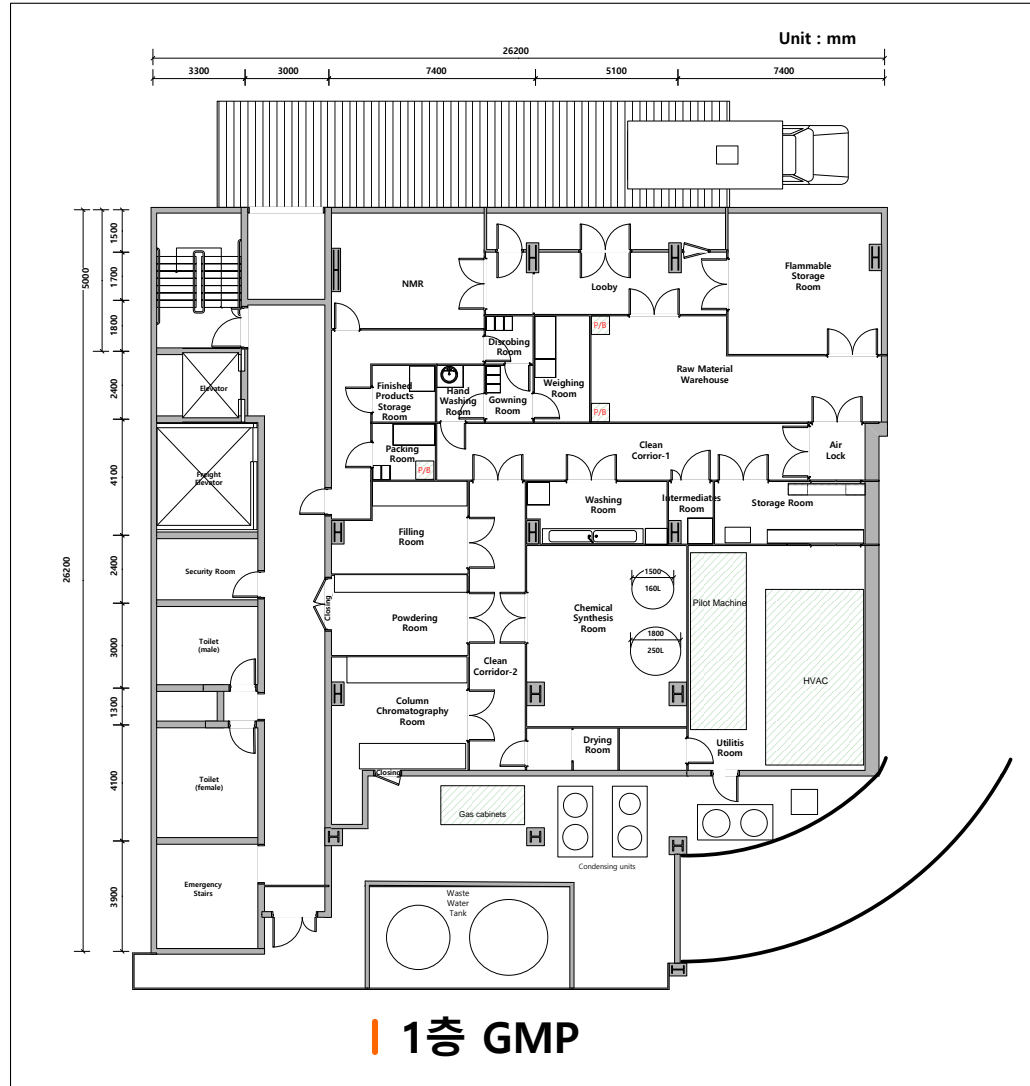 Unit : mm
26200
3300
3000
7400
5100
7400
1500
1700
1800
5000
2400
4100
2400
3000
1300
4100
3900
26200
NMR
Looby
Flammable
Storage
Room
P/B
Disrobing
Room
Raw Material
Warehouse
Elevator
Finished
Products
Storage
Room
Hand
Washing
Room
Gowning
Room
Weighing
Room
P/B
Packing
Room
P/B
Clean
Corrior-1
Air
Lock
Freight
Elevator
Washing
Room
Intermediates
Room
Storage Room
Filling
Room
Security Room
1500
160L
Pilot Machine
Closing
Powdering
Room
Chemical
Synthesis
Room
1800
250L
Toilet
(male)
Clean
Corridor-2
HVAC
Column
Chromatography
Room
Drying
Room
Utilitis
Room
Closing
Toilet
(female)
Gas cabinets
Condensing units
Emergency
Stairs
Waste
Water
Tank
1층 GMP